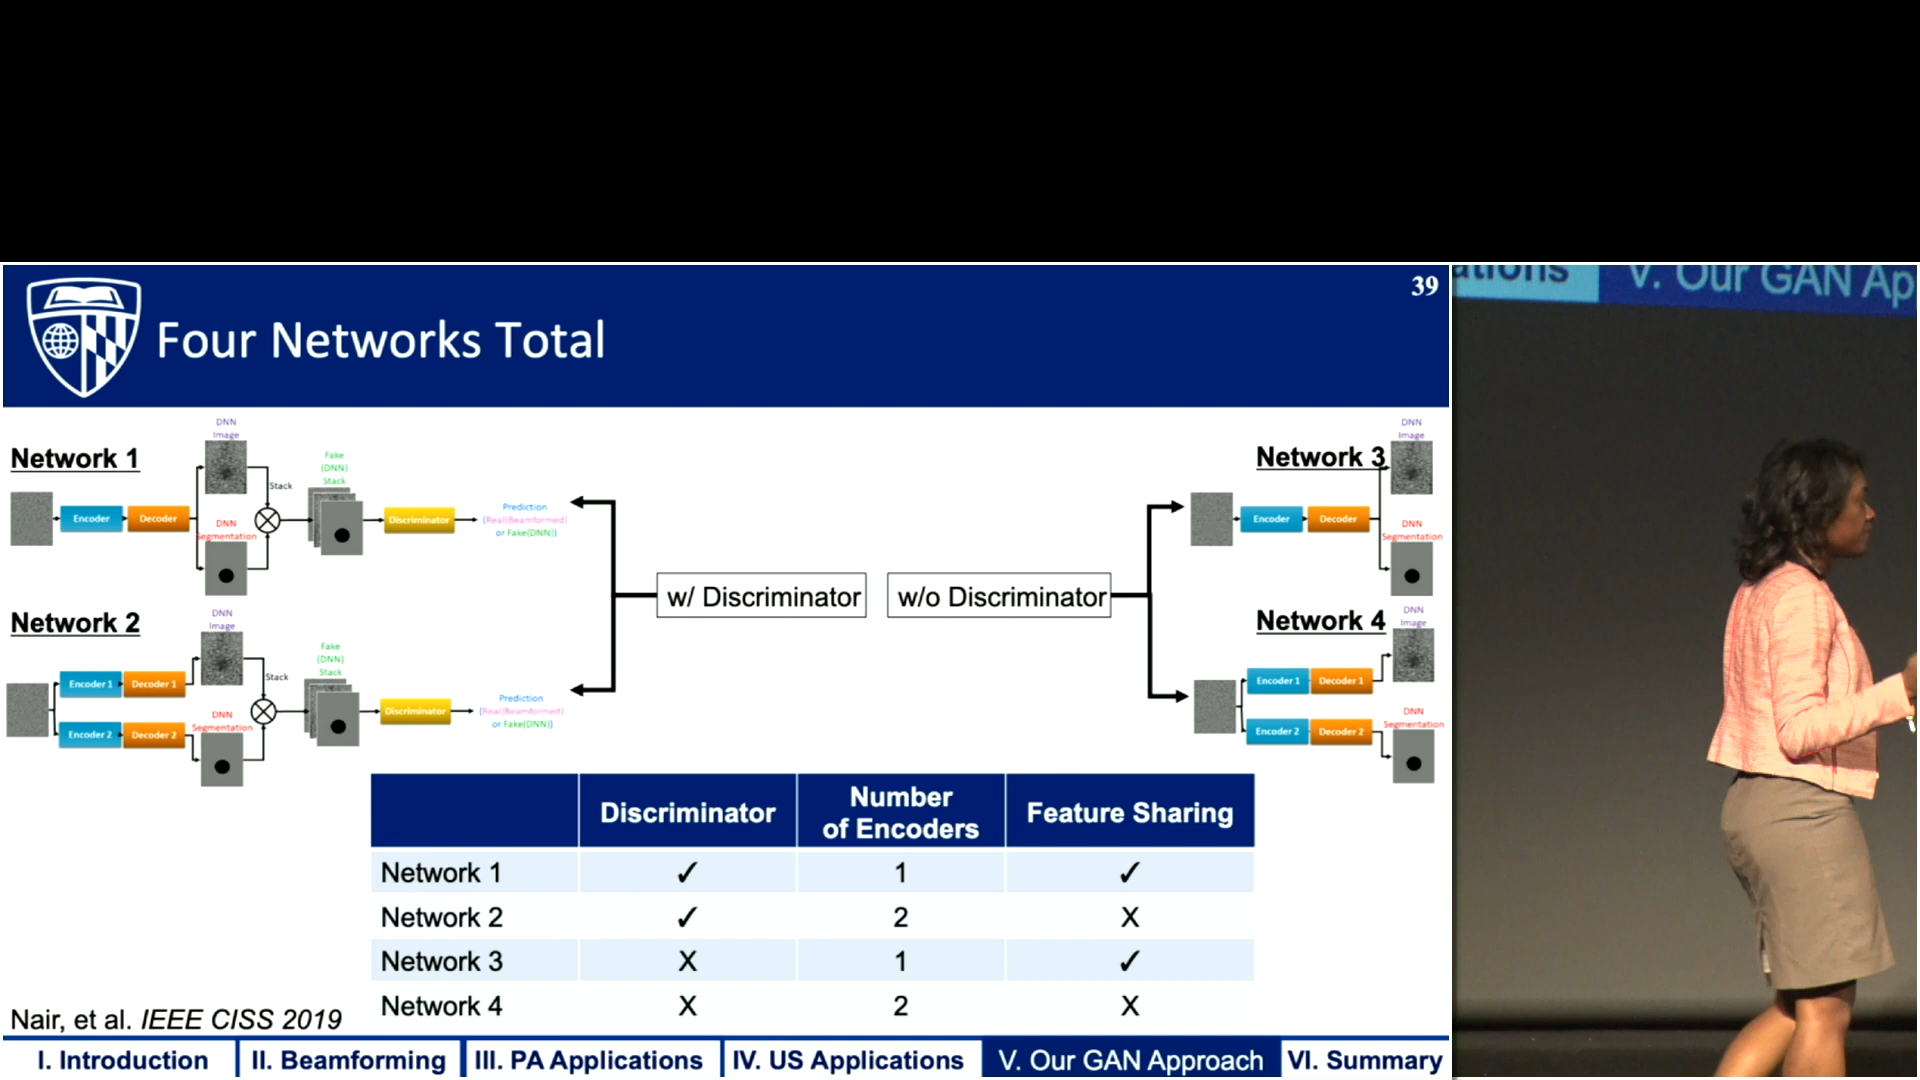 39
Four Networks Total
Network 1
DNN
Image
Stack
Fake
(DNN)
Stack
Encoder
Decoder
DNN
Segmentation
Discriminator
Prediction
(Real(Beamformed)
or Fake(DNN))
Network 2
DNN
Image
Stack
Fake
(DNN)
Stack
Encoder 1
Decoder 1
Encoder 2
Decoder 2
DNN
Segmentation
Discriminator
Prediction
(Real(Beamformed)
or Fake(DNN))
w/ Discriminator
w/o Discriminator
Network 3
DNN
Image
Encoder
Decoder
DNN
Segmentation
Network 4
DNN
Image
Encoder 1
Decoder 1
Encoder 2
Decoder 2
DNN
Segmentation
Discriminator Number of Encoders Feature Sharing
Network 1 ✓ 1 ✓
Network 2 ✓ 2 X
Network 3 X 1 ✓
Network 4 X 2 X
Nair, et al. IEEE CISS 2019
I. Introduction II. Beamforming III. PA Applications IV. US Applications V. Our GAN Approach VI. Summary
ations V. Our GAN Ap